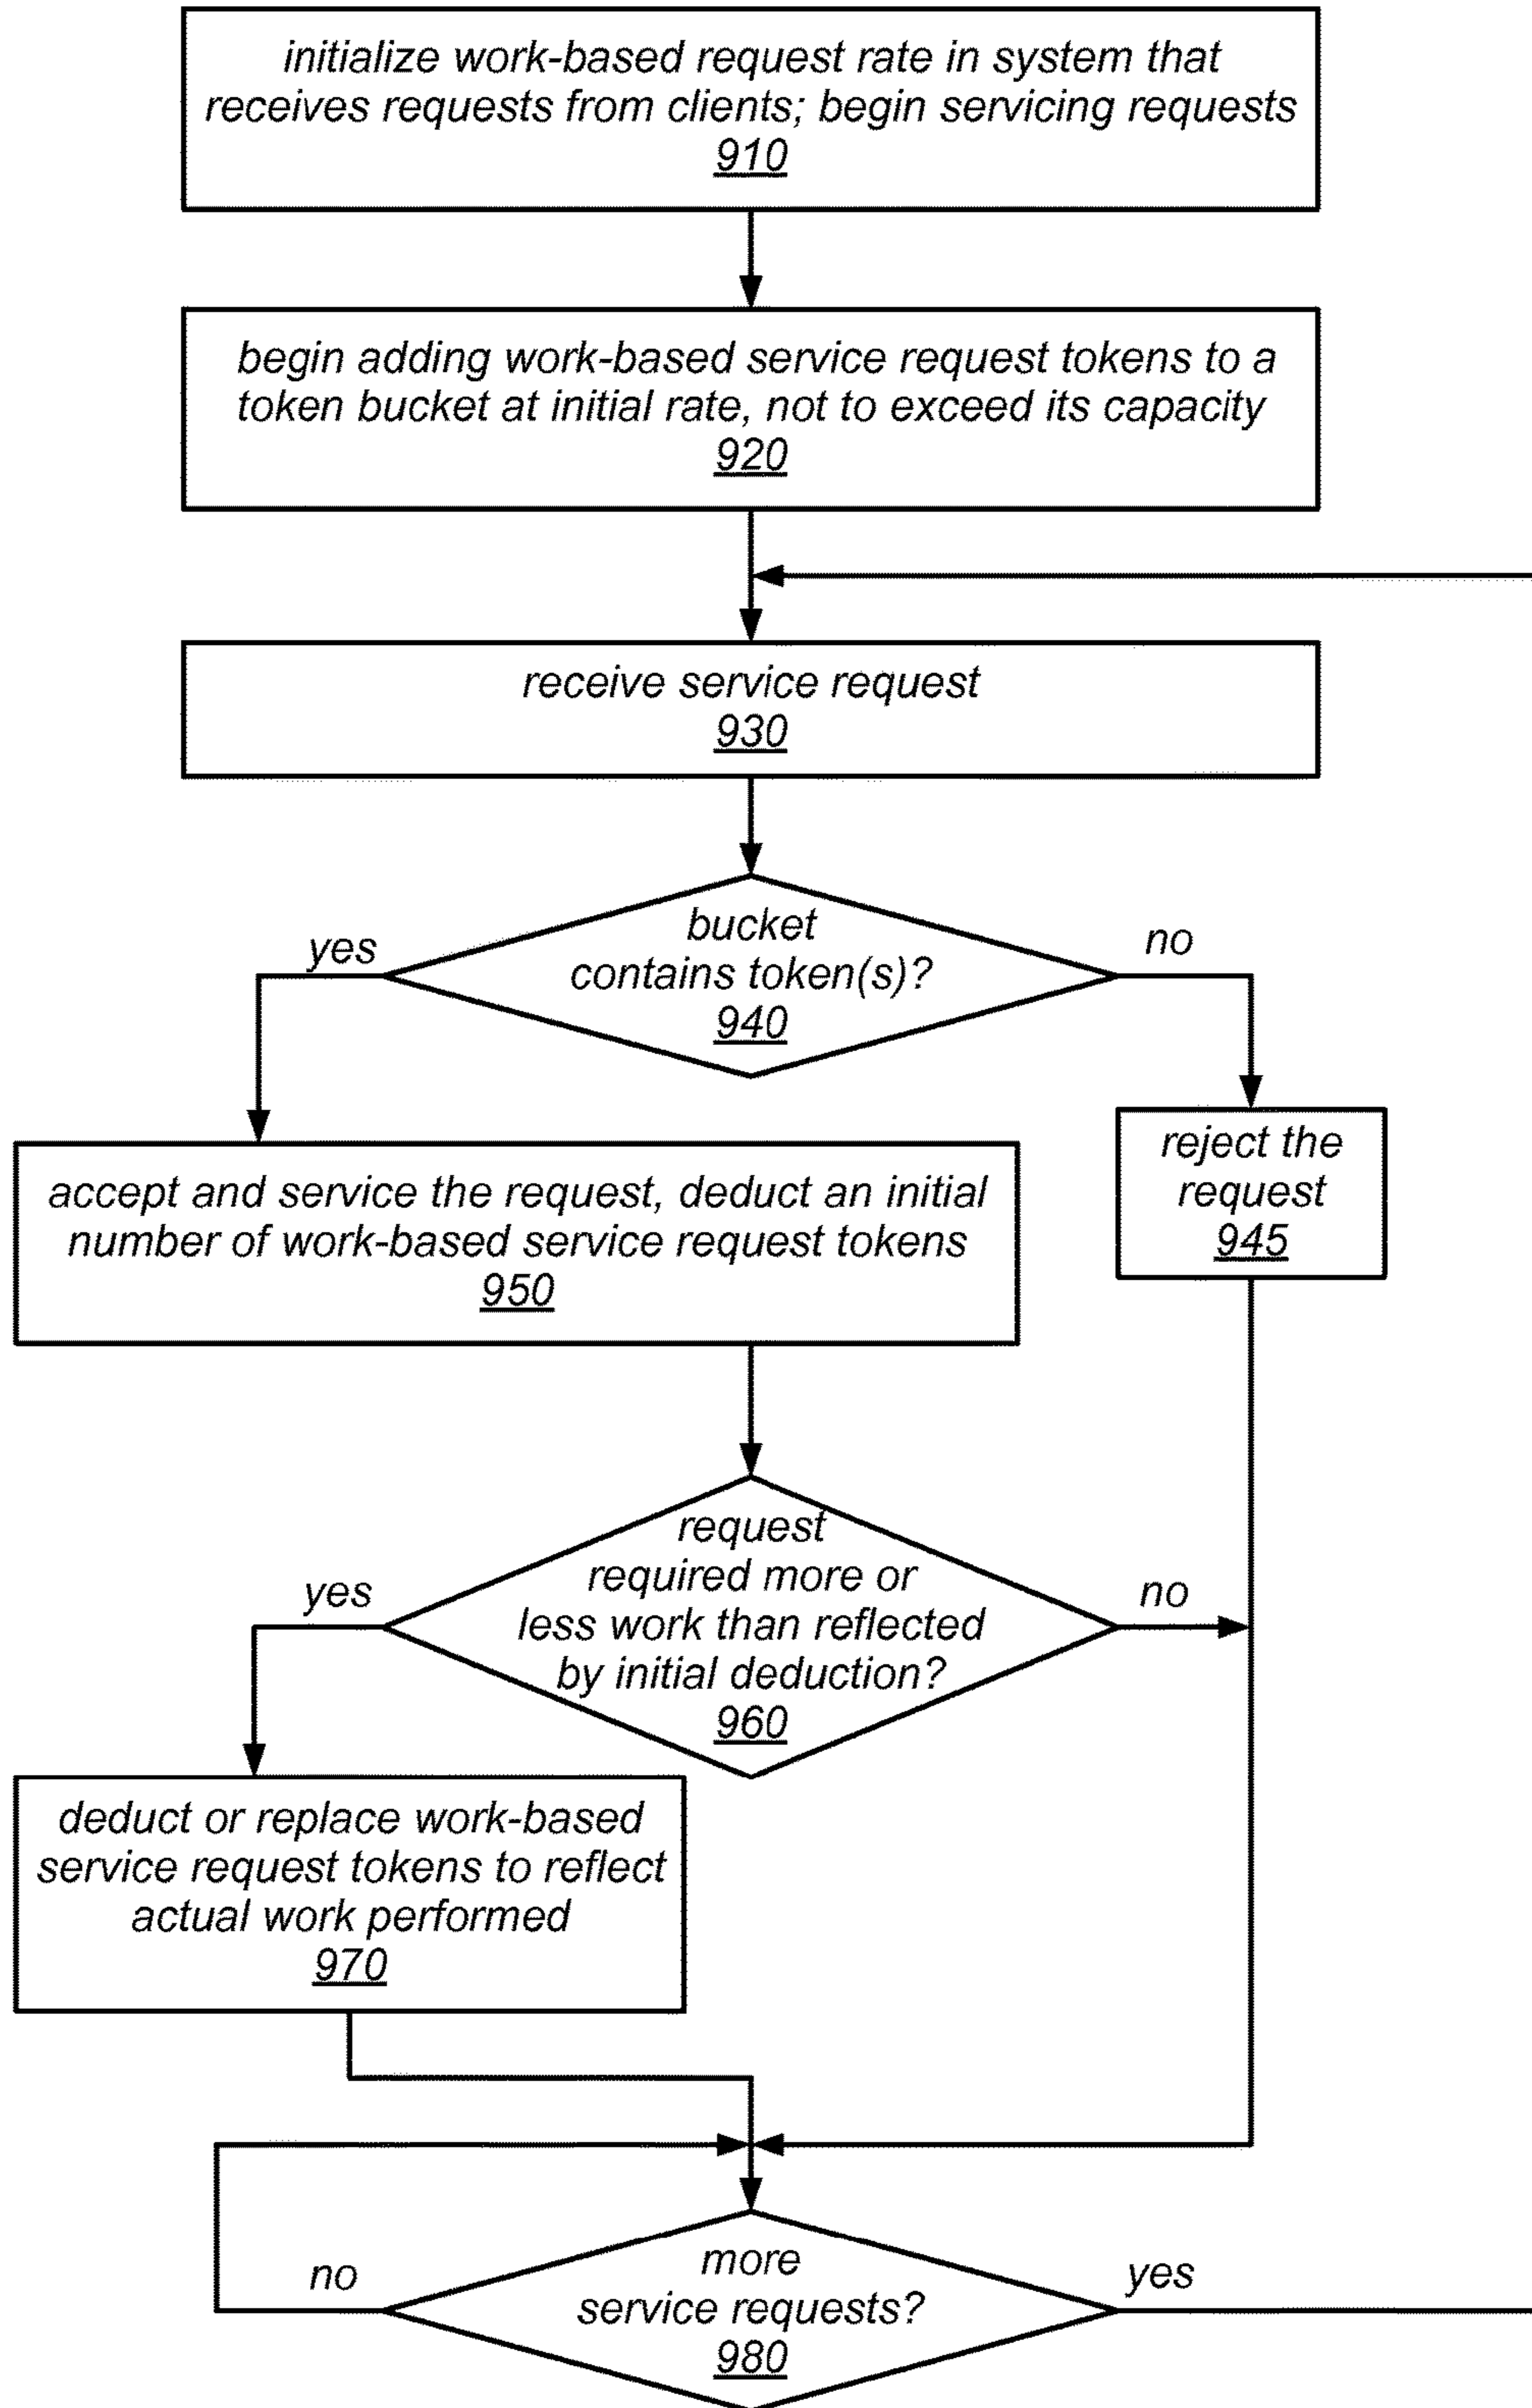 initialize work-based request rate in system that
receives requests from clients; begin servicing requests
910
begin adding work-based service request tokens to a
token bucket at initial rate, not to exceed its capacity
920
receive service request
930
bucket
contains token(s)?
940
yes
no
accept and service the request, deduct an initial
number of work-based service request tokens
950
reject the
request
945
request
required more or
less work than reflected
by initial deduction?
960
yes
no
deduct or replace work-based
service request tokens to reflect
actual work performed
970
more
service requests?
980
no
yes